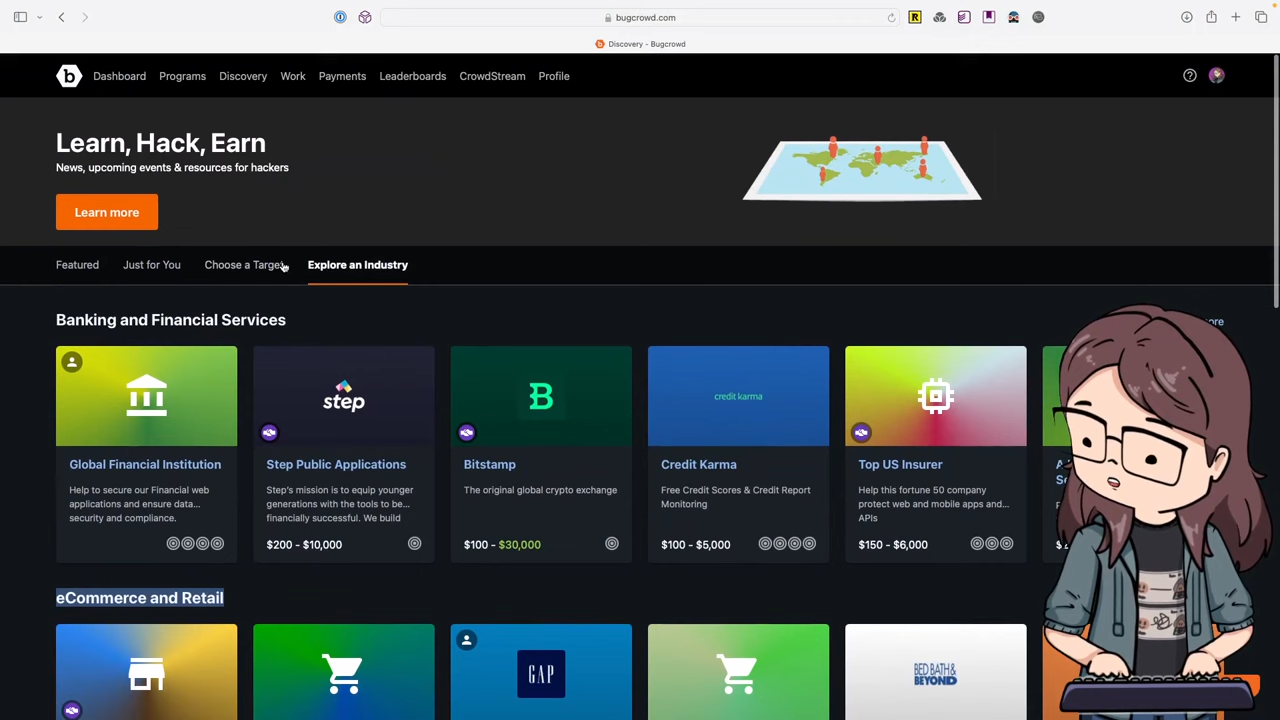 bugcrowd.com
R
Discovery - Bugcrowd
b
Dashboard Programs Discovery Work Payments Leaderboards CrowdStream Profile
Learn, Hack, Earn
News, upcoming events & resources for hackers
Learn more
Featured Just for You Choose a Target Explore an Industry
Banking and Financial Services
step
B
credit karma
Global Financial Institution
Help to secure our Financial web
applications and ensure data...
security and compliance.
Step Public Applications
Step's mission is to equip younger
generations with the tools to be...
financially successful. We build
$200 - $10,000
Bitstamp
The original global crypto exchange
$100 - $30,000
Credit Karma
Free Credit Scores & Credit Report
Monitoring
$100 - $5,000
Top US Insurer
Help this fortune 50 company
protect web and mobile apps and...
APIs
$150 - $6,000
eCommerce and Retail
GAP
BED BATH &
BEYOND